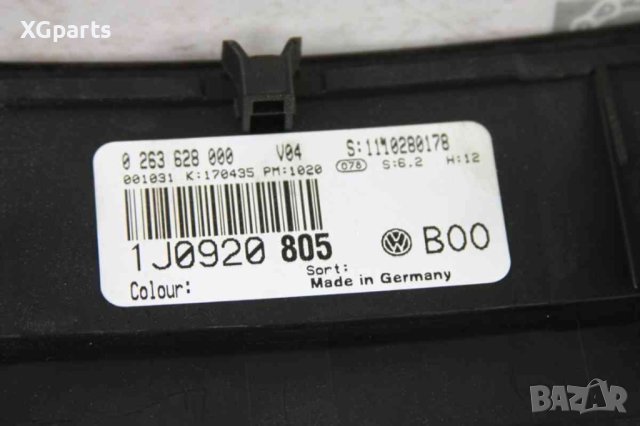 XGparts
0 263 628 000 V04 S:1110280178
001031 K:170435 PM:1020 078 S:6.2 H:12
1J0920 805 B00
Sort:
Colour: Made in Germany
BAZAR